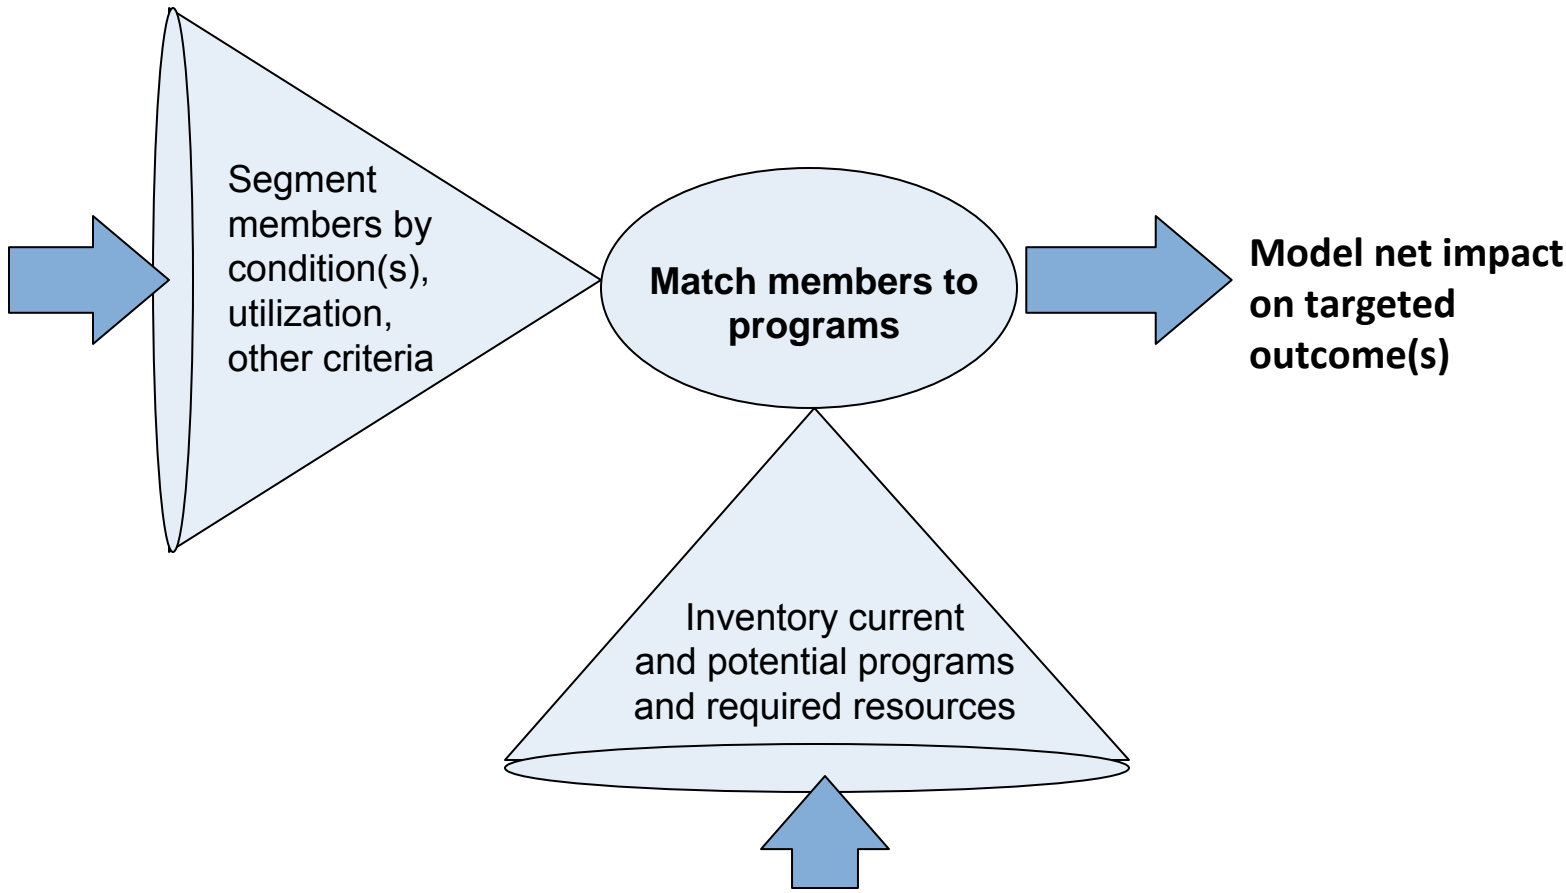 Segment
members by
condition(s),
utilization,
other criteria
Match members to
programs
Model net impact
on targeted
outcome(s)
Inventory current
and potential programs
and required resources